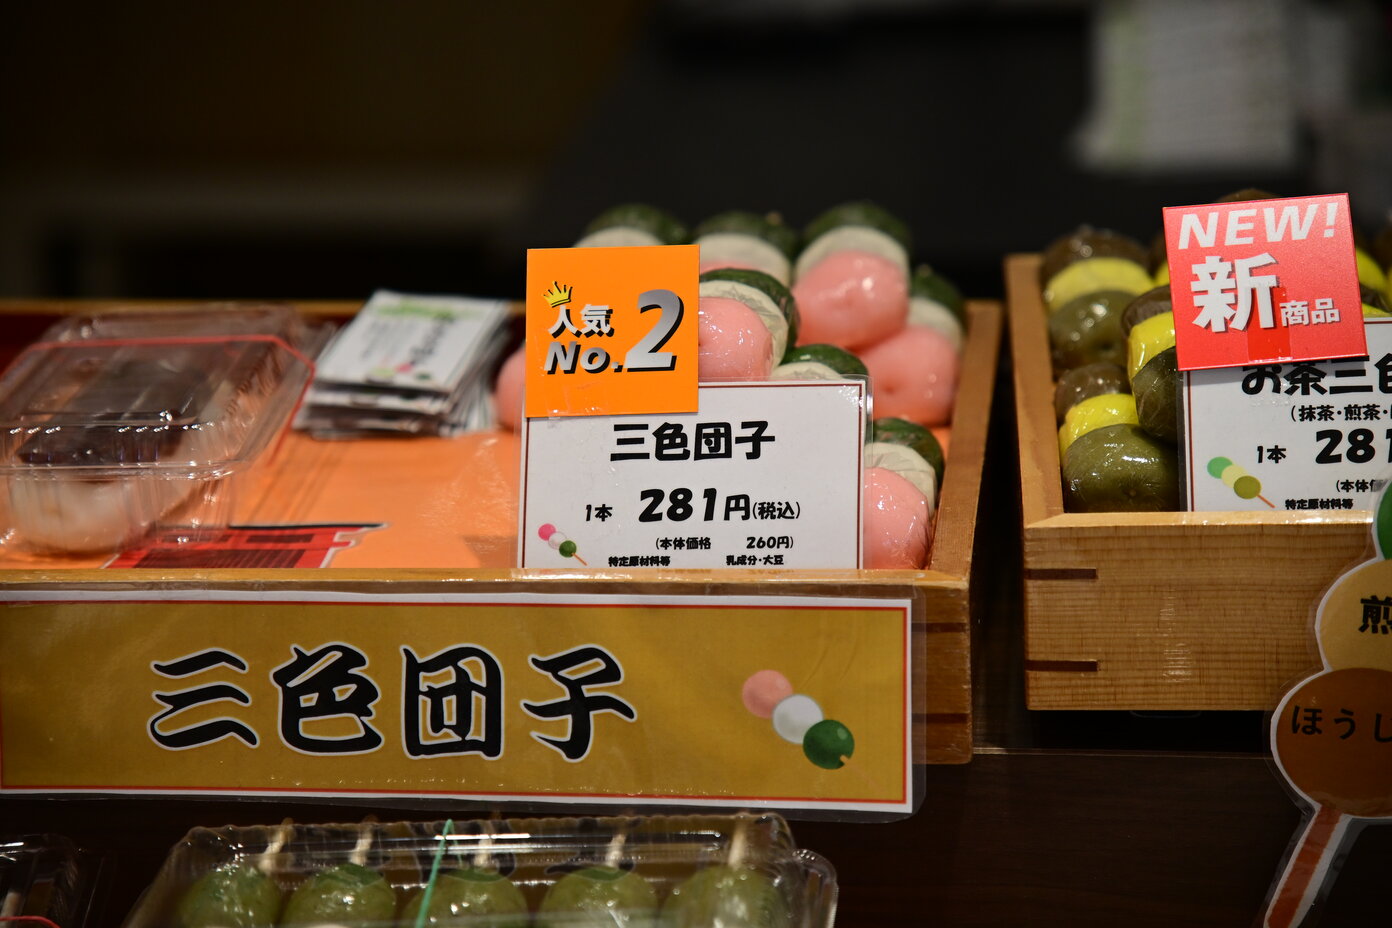 人気
No.2
三色団子
1本 281円(税込)
(本体価格 260円)
特定原材料等 乳成分・大豆
三色団子
NEW!
新商品
お茶三色
(抹茶・煎茶・
1本 281
(本体価
特定原材料等
煎
ほうじ